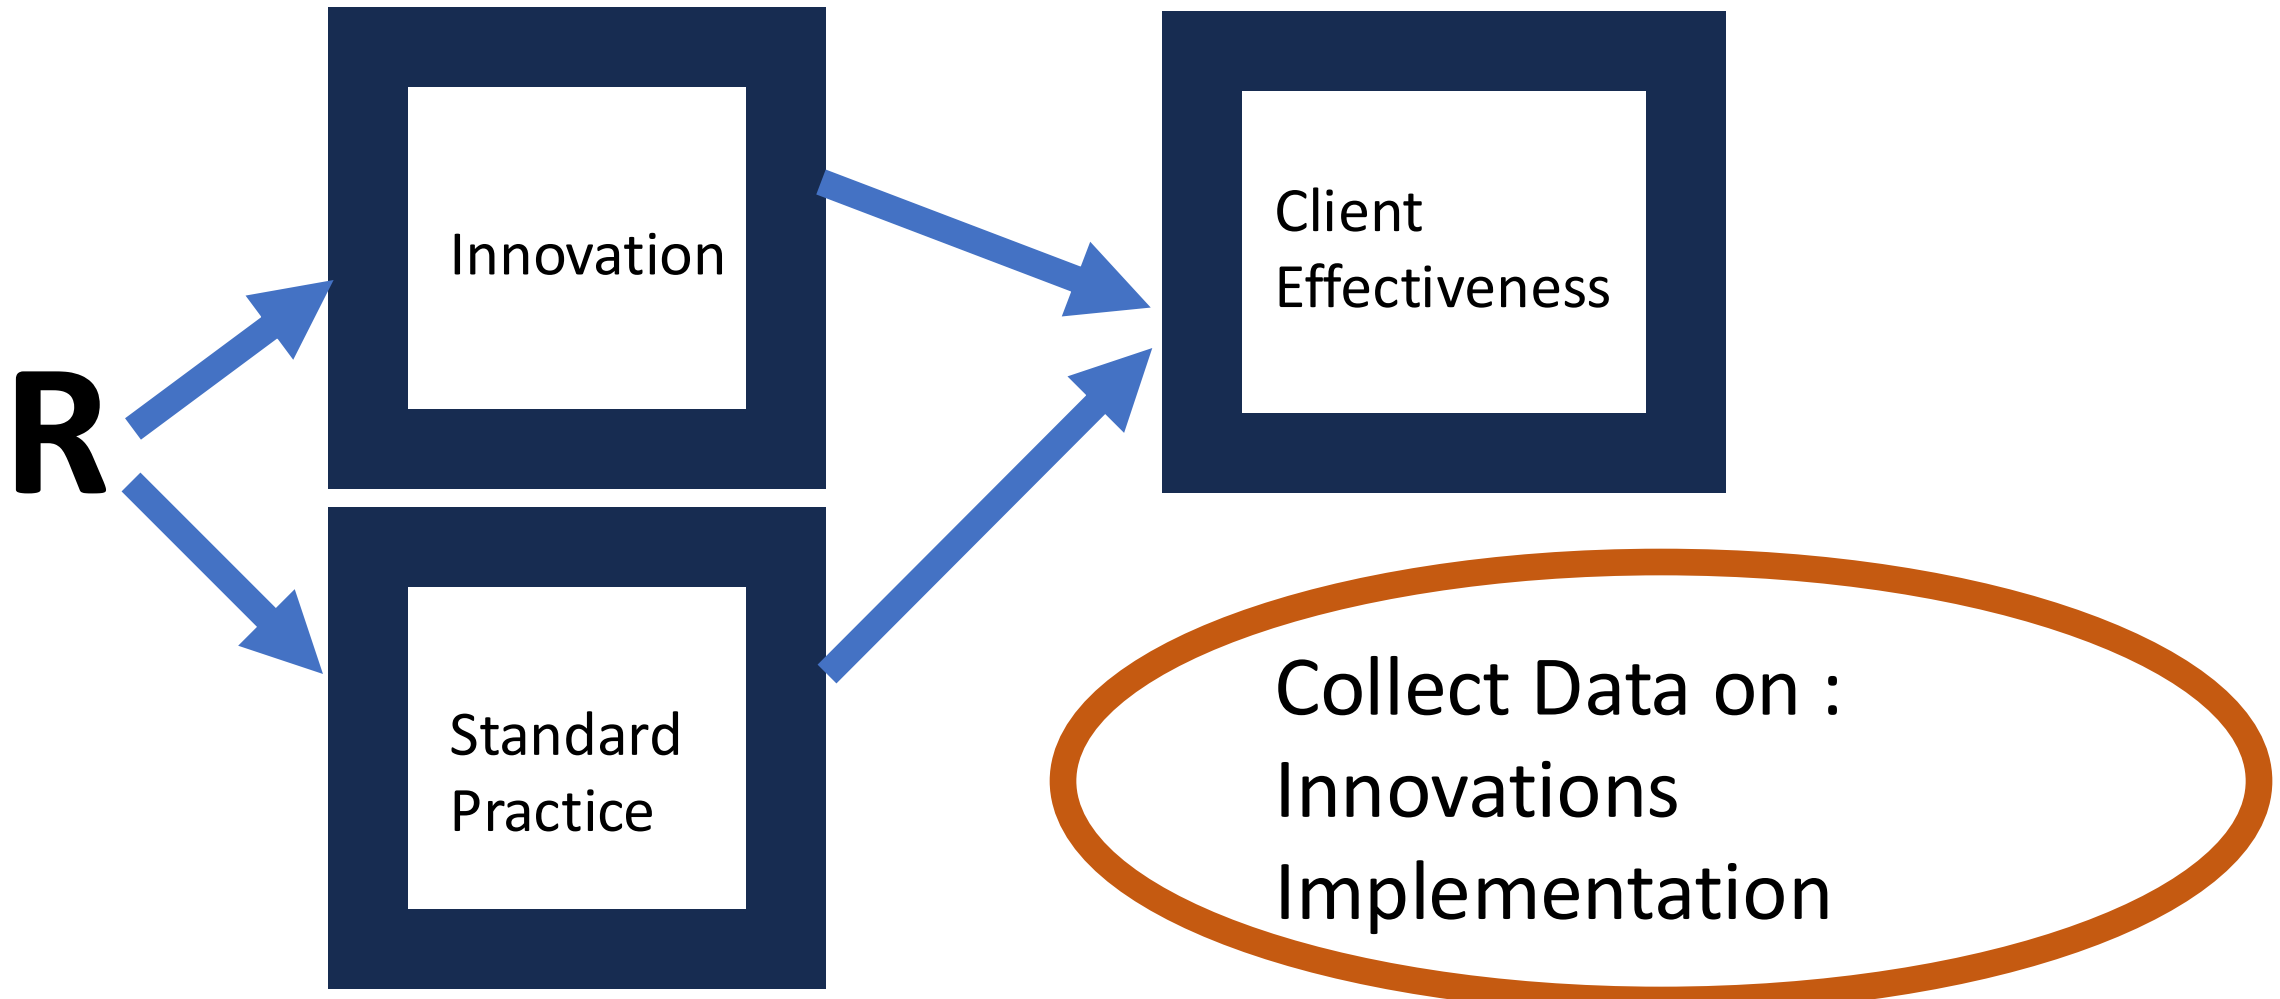 R
Innovation
Standard
Practice
Client
Effectiveness
Collect Data on :
Innovations
Implementation